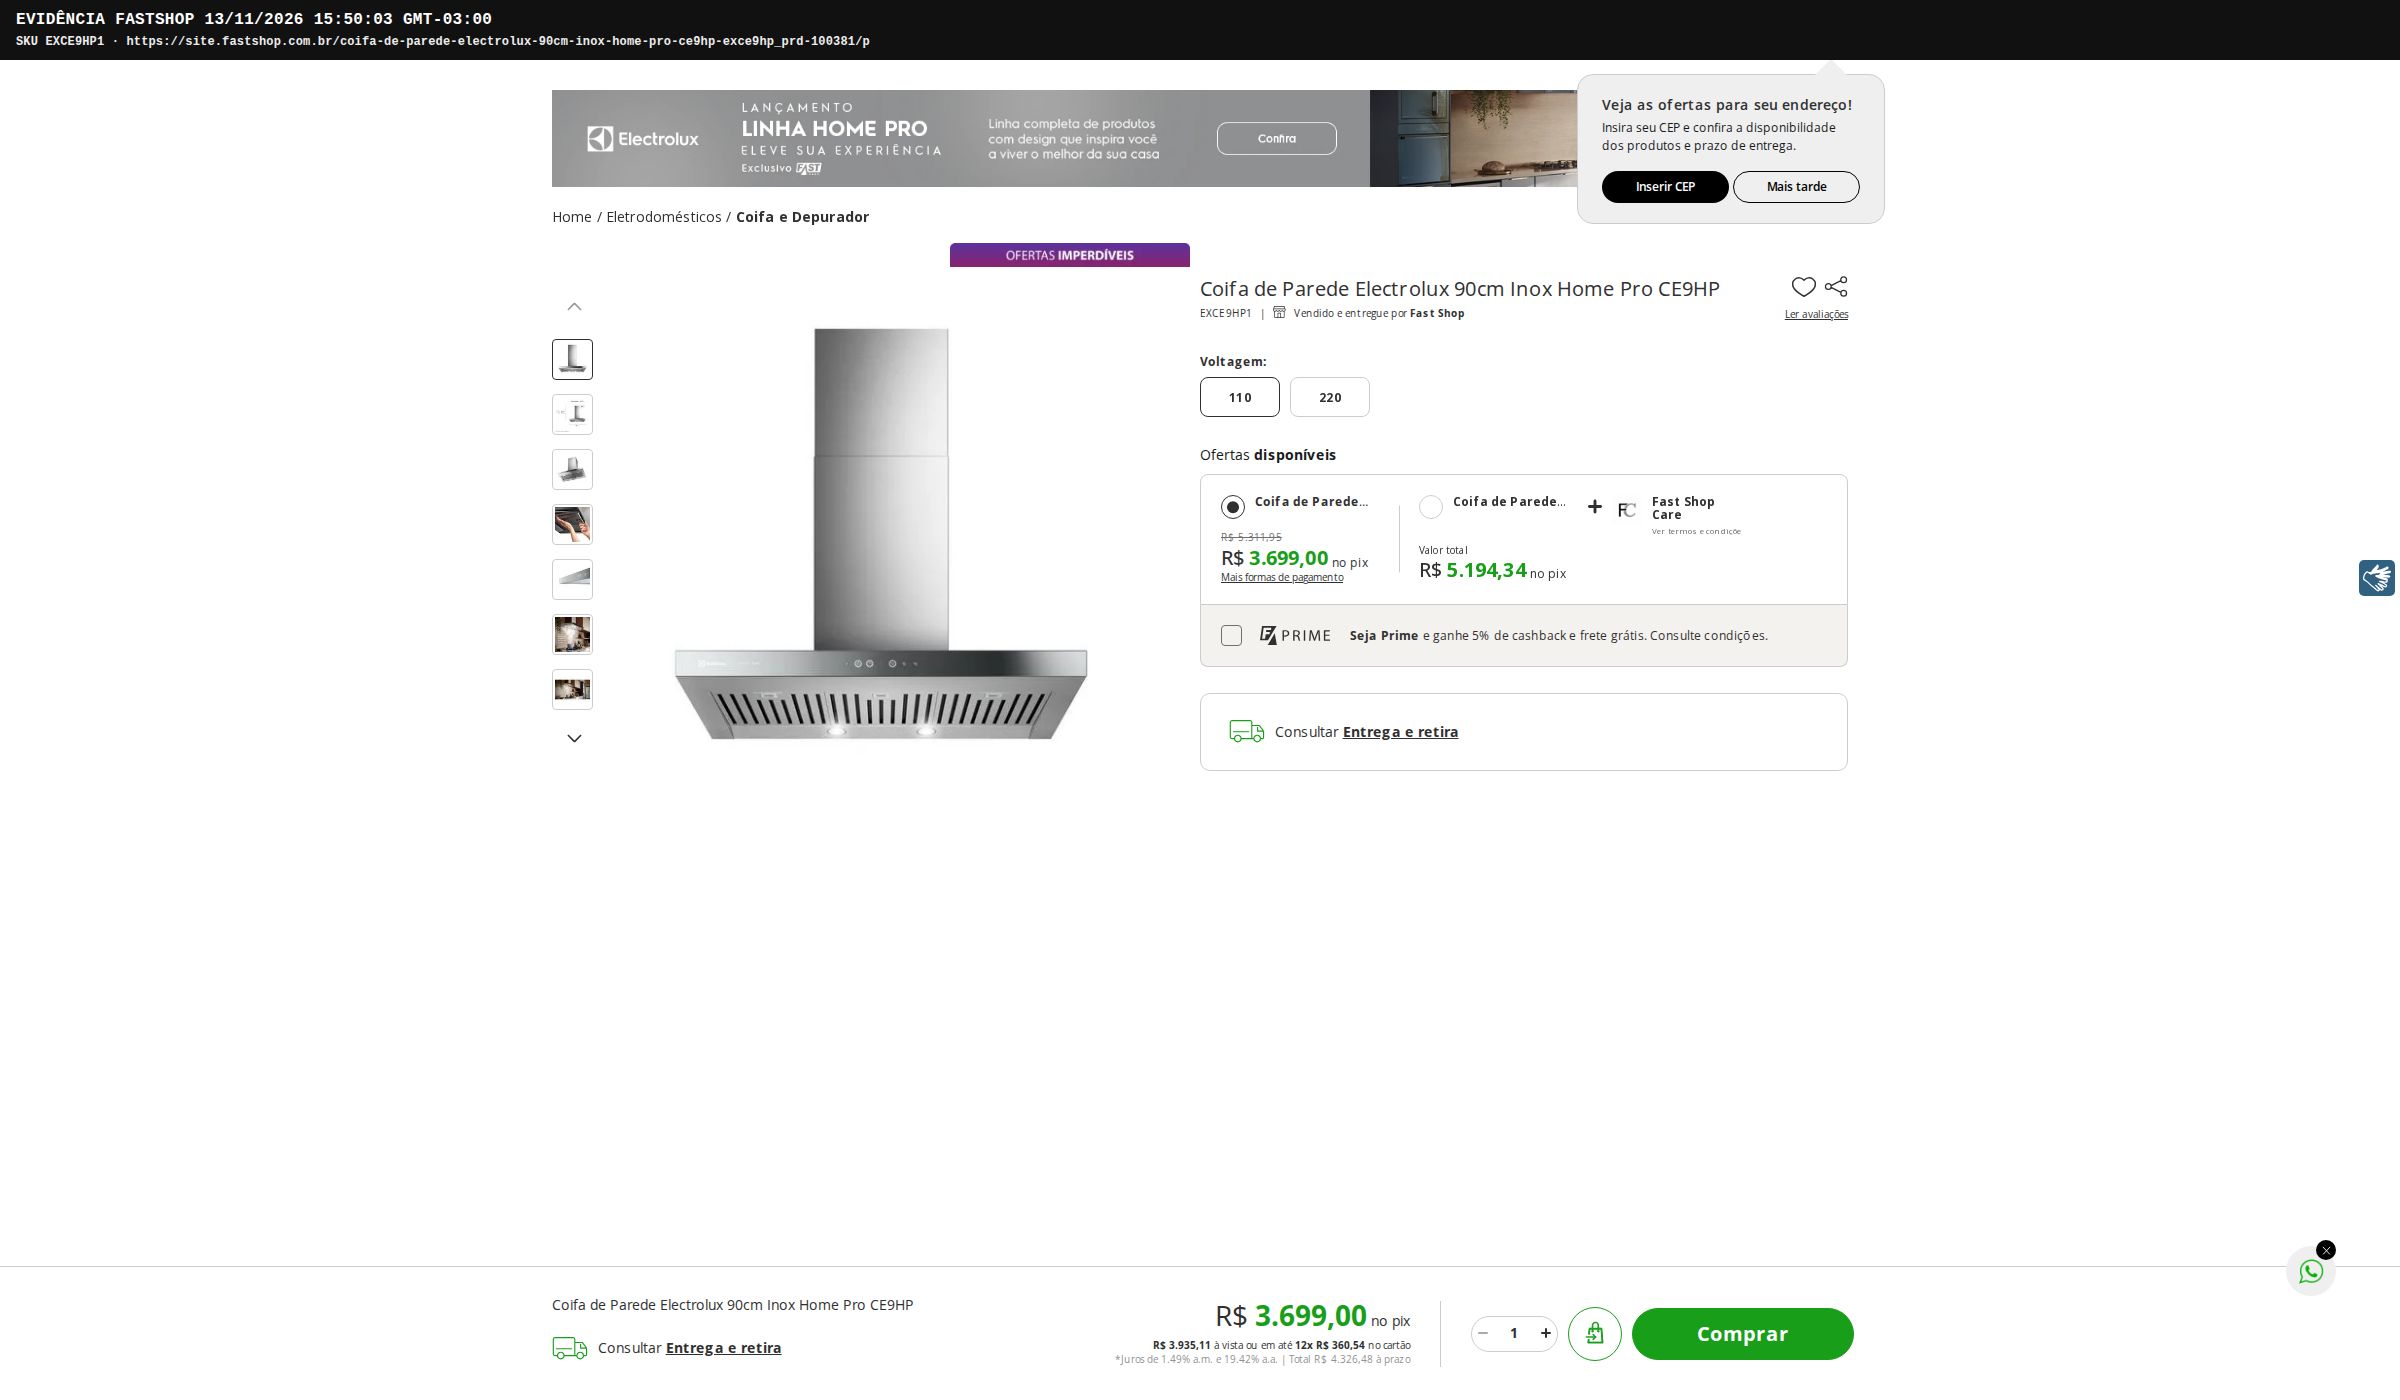 EVIDÊNCIA FASTSHOP 13/11/2026 15:50:03 GMT-03:00
SKU EXCE9HP1 · https://site.fastshop.com.br/coifa-de-parede-electrolux-90cm-inox-home-pro-ce9hp-exce9hp_prd-100381/p
Electrolux
LANÇAMENTO
LINHA HOME PRO
ELEVE SUA EXPERIÊNCIA
Exclusivo FAST
Linha completa de produtos
com design que inspira você
a viver o melhor da sua casa
Confira
Veja as ofertas para seu endereço!
Insira seu CEP e confira a disponibilidade
dos produtos e prazo de entrega.
Inserir CEP
Mais tarde
Home / Eletrodomésticos / Coifa e Depurador
OFERTAS IMPERDÍVEIS
Coifa de Parede Electrolux 90cm Inox Home Pro CE9HP
EXCE9HP1 | Vendido e entregue por Fast Shop
Ler avaliações
Voltagem:
110
220
Ofertas disponíveis
Coifa de Parede...
R$ 5.311,95
R$ 3.699,00 no pix
Mais formas de pagamento
Coifa de Parede...
+
FC
Fast Shop
Care
Ver termos e condiçõe
Valor total
R$ 5.194,34 no pix
PRIME
Seja Prime e ganhe 5% de cashback e frete grátis. Consulte condições.
Consultar Entrega e retira
Coifa de Parede Electrolux 90cm Inox Home Pro CE9HP
Consultar Entrega e retira
R$ 3.699,00 no pix
R$ 3.935,11 à vista ou em até 12x R$ 360,54 no cartão
*Juros de 1.49% a.m. e 19.42% a.a. | Total R$ 4.326,48 à prazo
1
Comprar